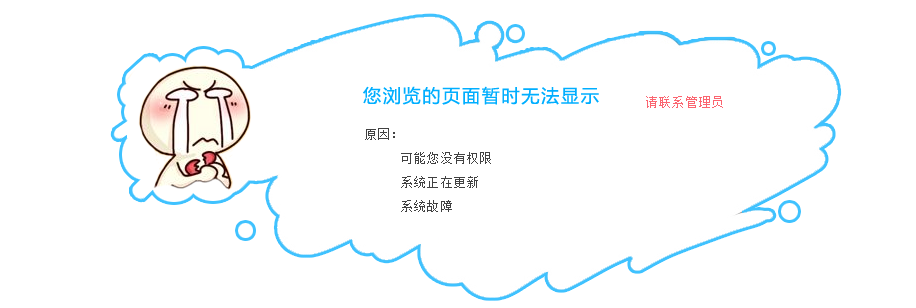 您浏览的页面暂时无法显示 请联系管理员
原因：
可能您没有权限
系统正在更新
系统故障